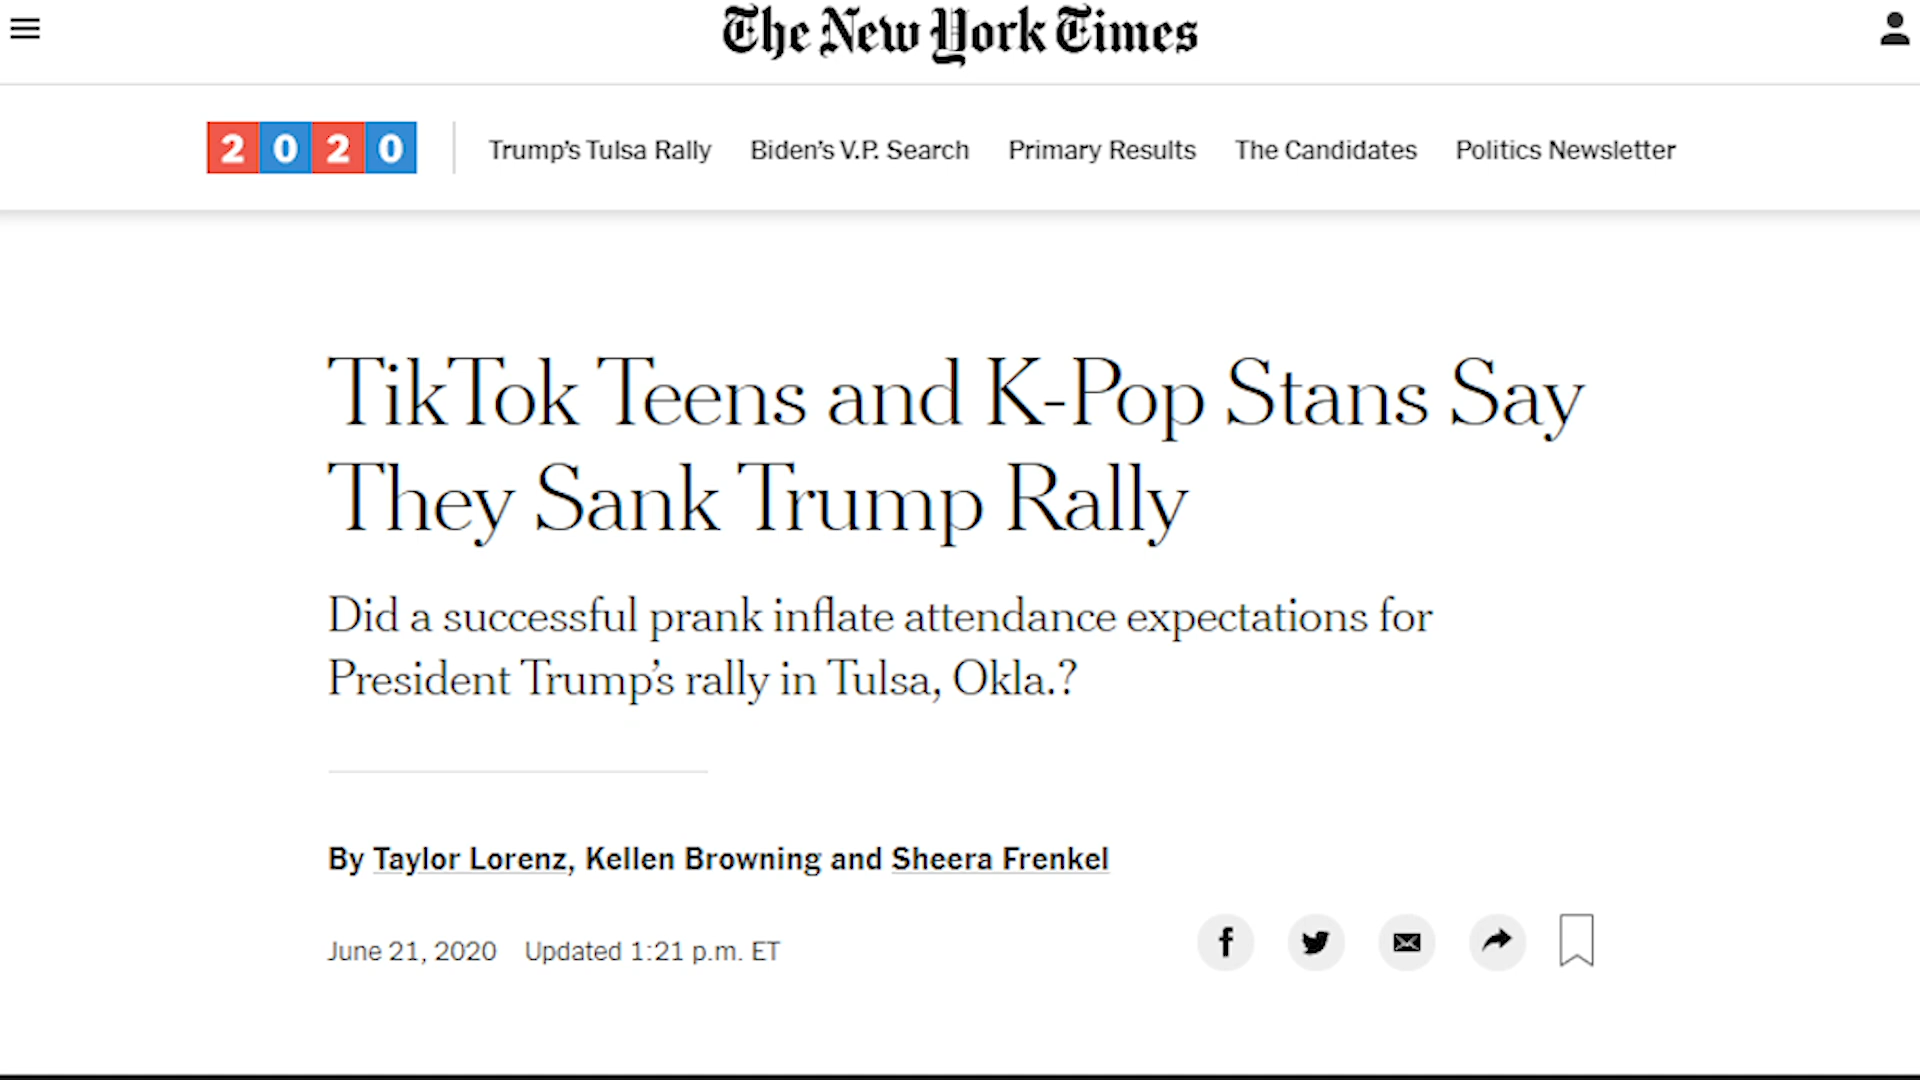 The New York Times
2020
Trump's Tulsa Rally Biden's V.P. Search Primary Results The Candidates Politics Newsletter
TikTok Teens and K-Pop Stans Say
They Sank Trump Rally
Did a successful prank inflate attendance expectations for
President Trump's rally in Tulsa, Okla.?
By Taylor Lorenz, Kellen Browning and Sheera Frenkel
June 21, 2020 Updated 1:21 p.m. ET